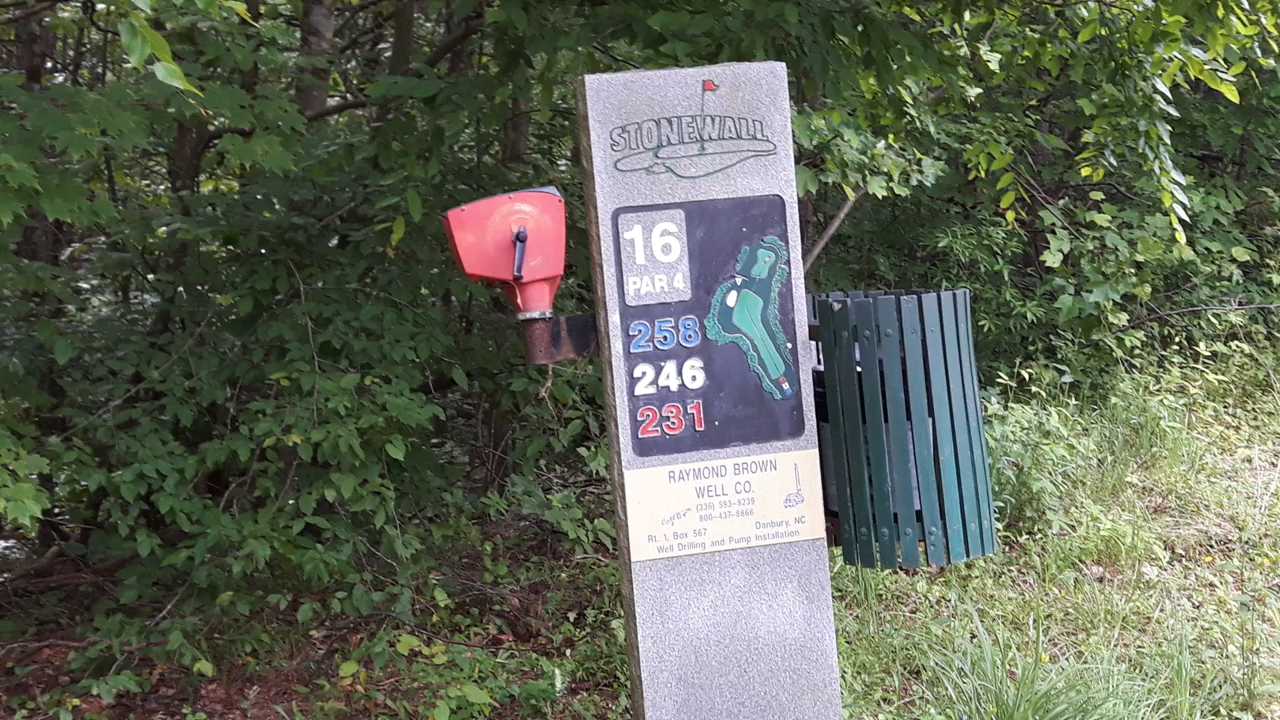 STONEWALL
16
PAR 4
258
246
231
RAYMOND BROWN
WELL CO.
(336) 593-8239
800-437-8866
Rt. 1, Box 567 Danbury, NC
Well Drilling and Pump Installation